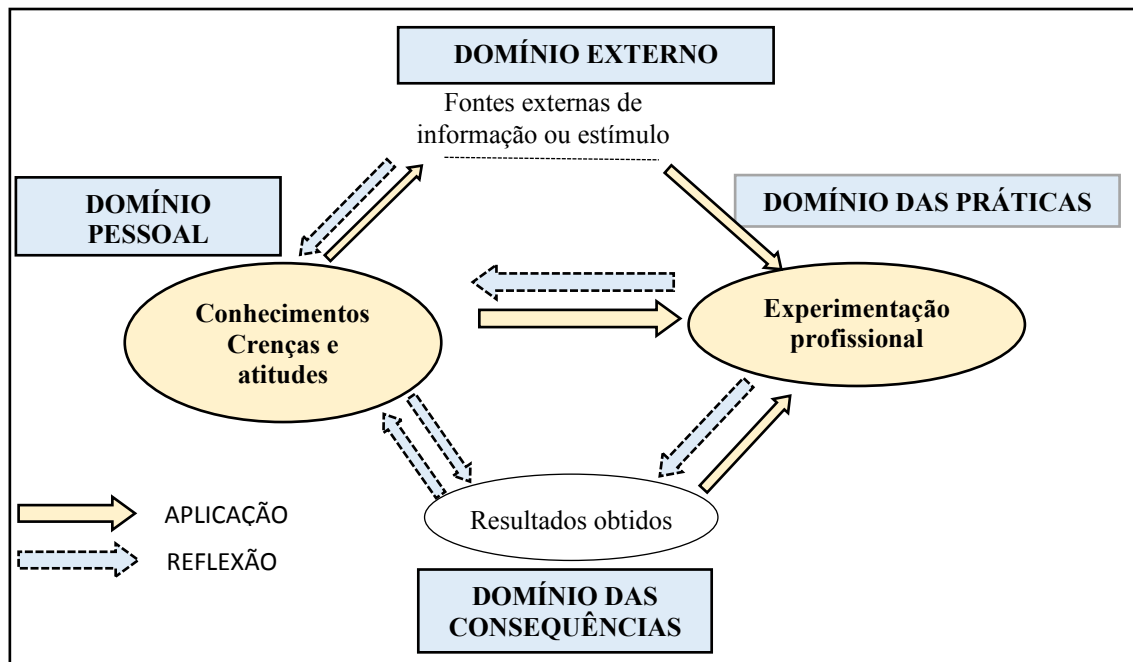 DOMÍNIO EXTERNO
Fontes externas de
informação ou estímulo
DOMÍNIO
PESSOAL
DOMÍNIO DAS PRÁTICAS
Conhecimentos
Crenças e
atitudes
Experimentação
profissional
Resultados obtidos
APLICAÇÃO
REFLEXÃO
DOMÍNIO DAS
CONSEQUÊNCIAS